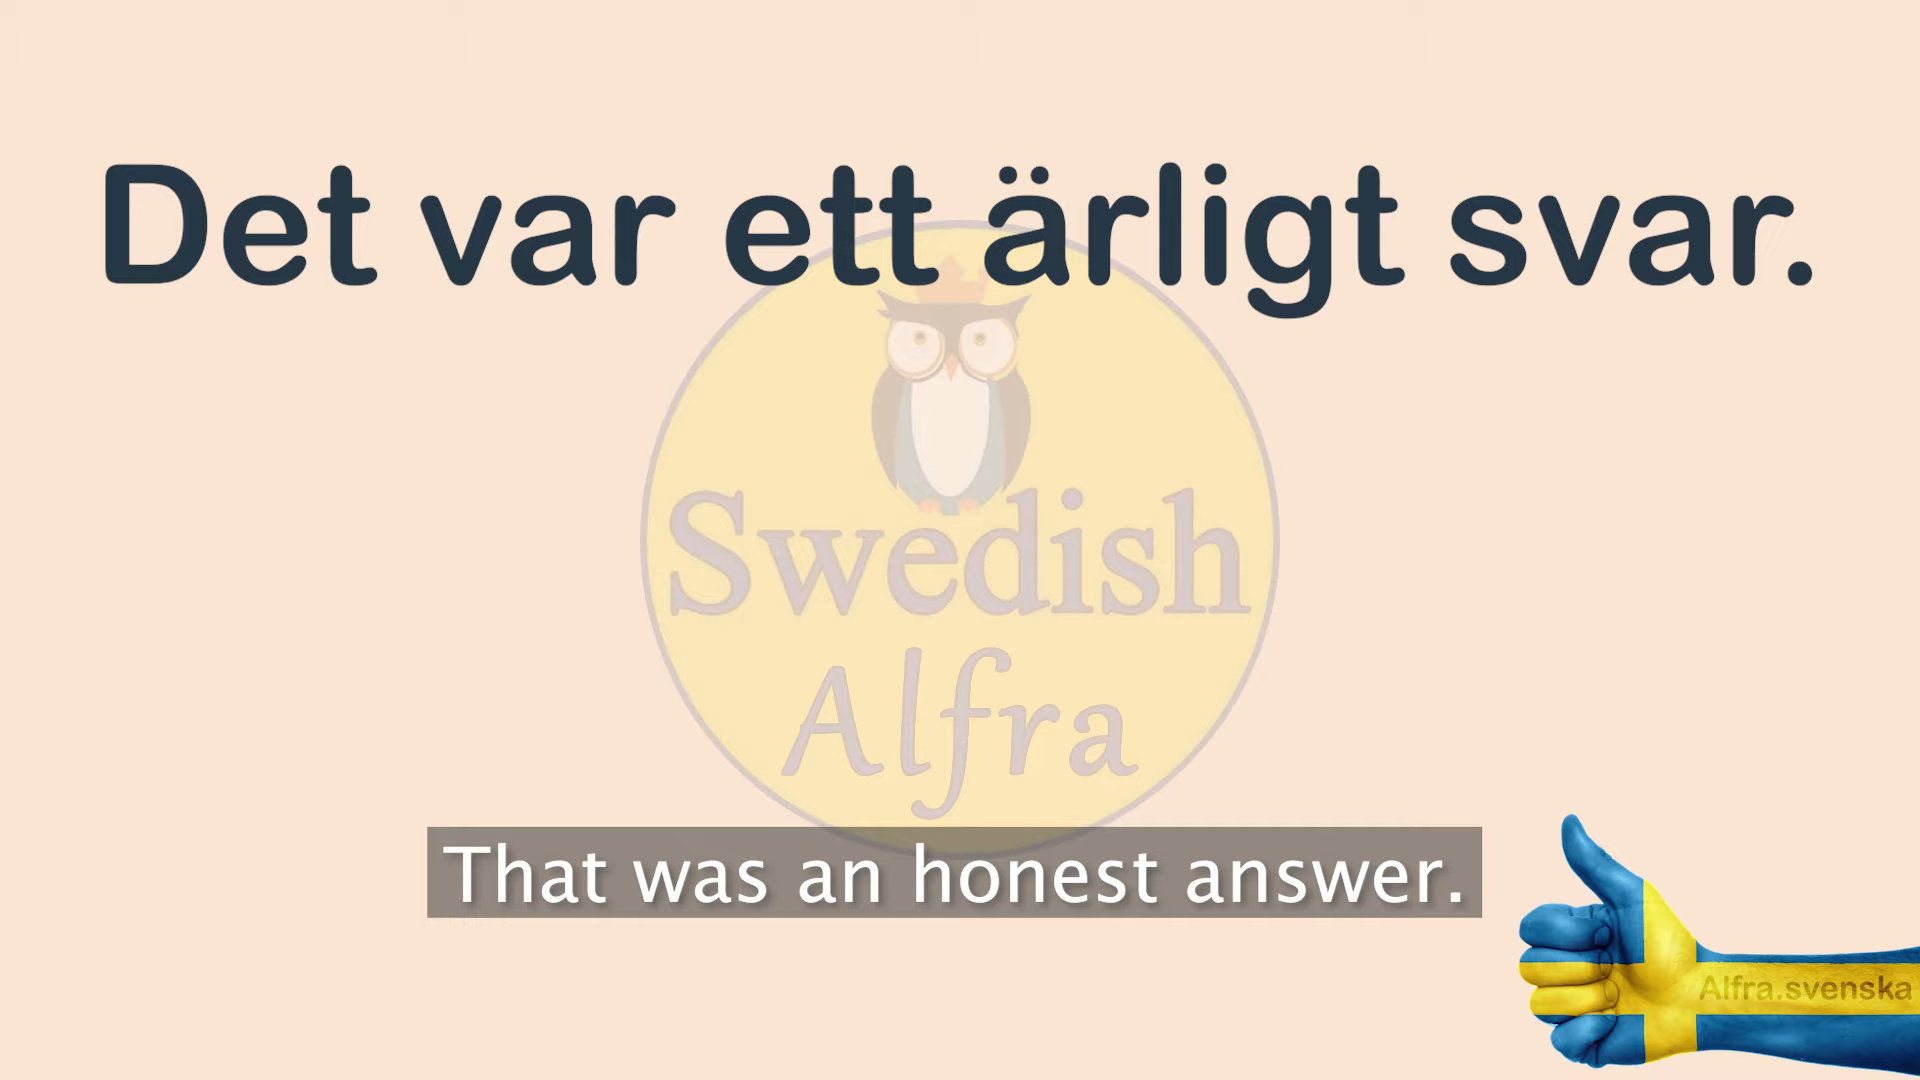 Det var ett ärligt svar.
Swedish
Alfra
That was an honest answer.
Alfra.svenska